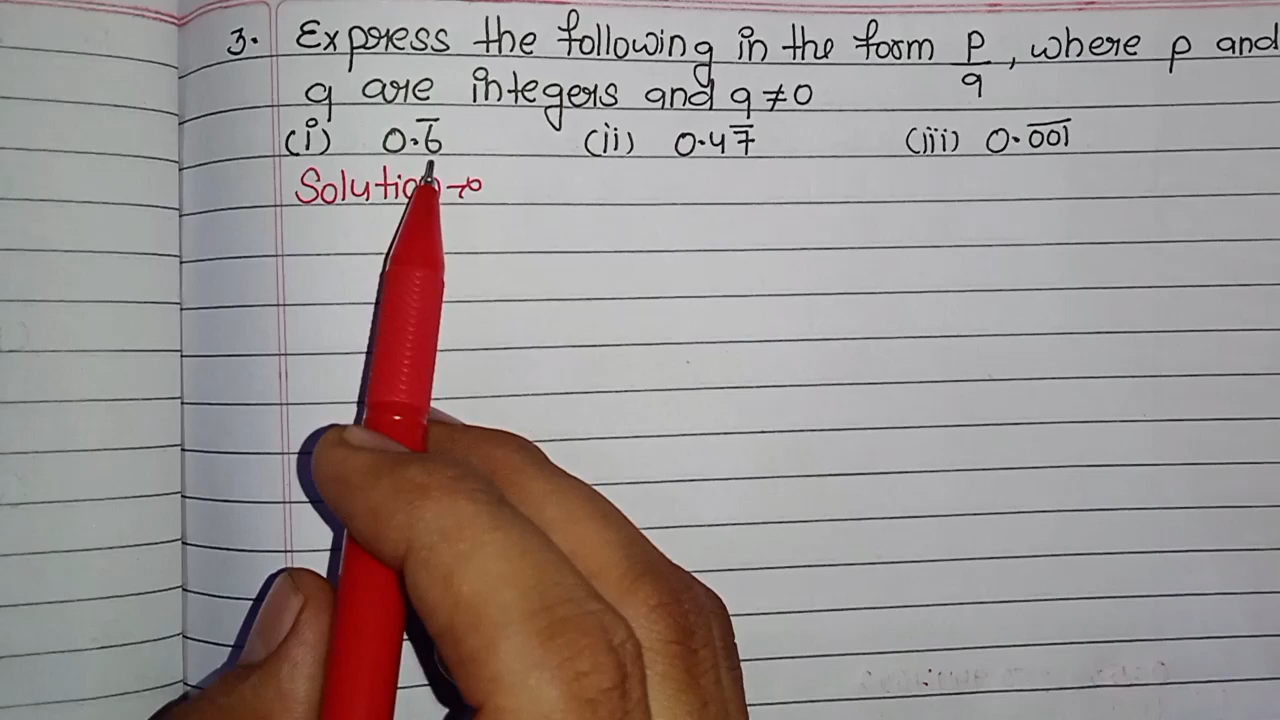 3. Express the following in the form p/q, where p and
q are integers and q ≠ 0
(i) 0.6̅ (ii) 0.47̅ (iii) 0.0̅0̅1̅
Solution →